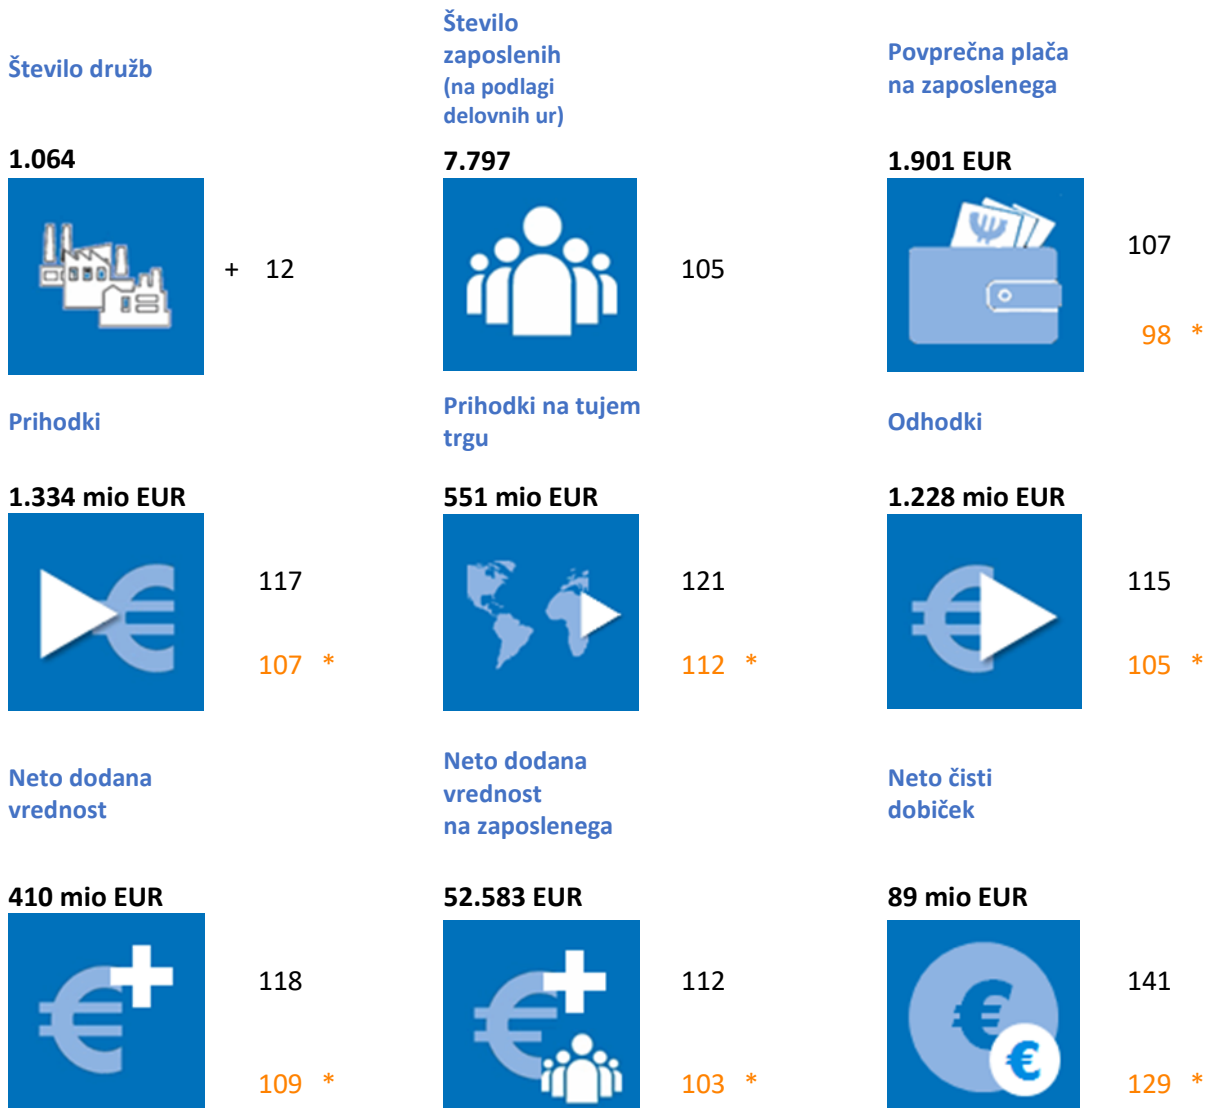 Število družb
1.064
+ 12
Število
zaposlenih
(na podlagi
delovnih ur)
7.797
105
Povprečna plača
na zaposlenega
1.901 EUR
107
98 *
Prihodki
1.334 mio EUR
117
107 *
Prihodki na tujem
trgu
551 mio EUR
121
112 *
Odhodki
1.228 mio EUR
115
105 *
Neto dodana
vrednost
410 mio EUR
118
109 *
Neto dodana
vrednost
na zaposlenega
52.583 EUR
112
103 *
Neto čisti
dobiček
89 mio EUR
141
129 *